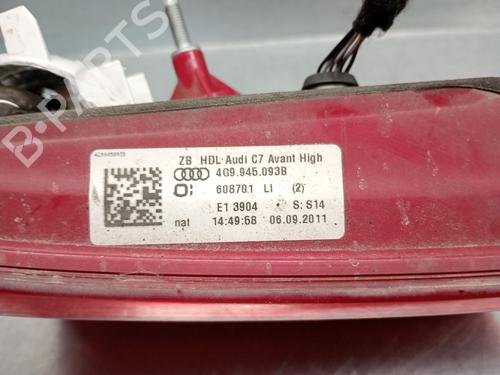 ZB HDL Audi C7 Avant High
4G9.945.093B
608701 LI (2)
E1 3904 S: S14
nat 14:49:58 06.09.2011
B-PARTS